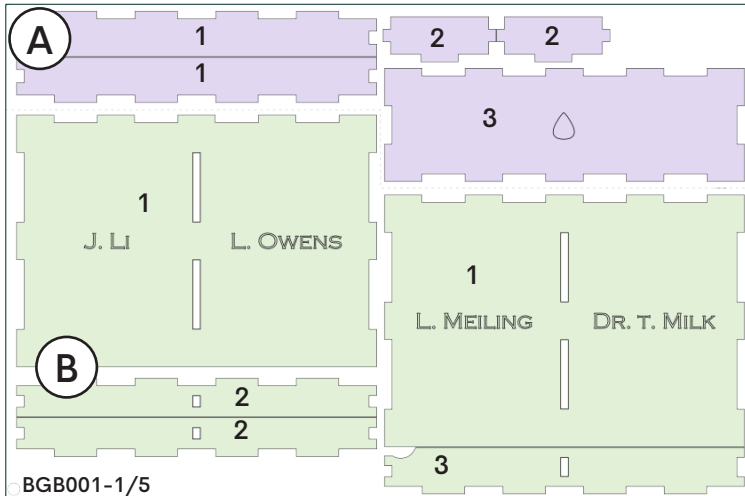 A
1
1
2 2
3
1
J. LI L. OWENS
1
L. MEILING DR. T. MILK
B
2
2
3
BGB001-1/5